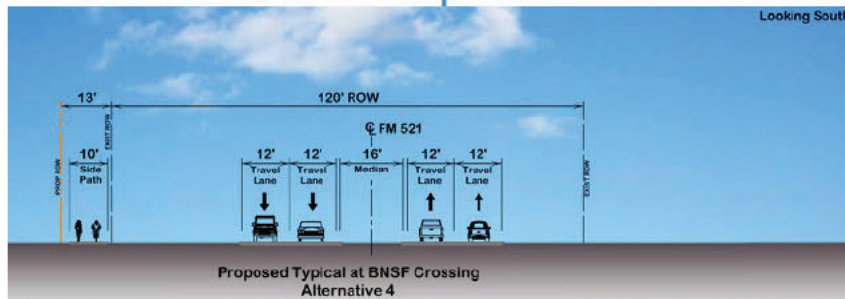 Looking South
13'
120' ROW
EXIST ROW
℄ FM 521
10'
12'
12'
16'
12'
12'
PROP ROW
Side
Path
Travel
Lane
Travel
Lane
Median
Travel
Lane
Travel
Lane
EXIST ROW
Proposed Typical at BNSF Crossing
Alternative 4